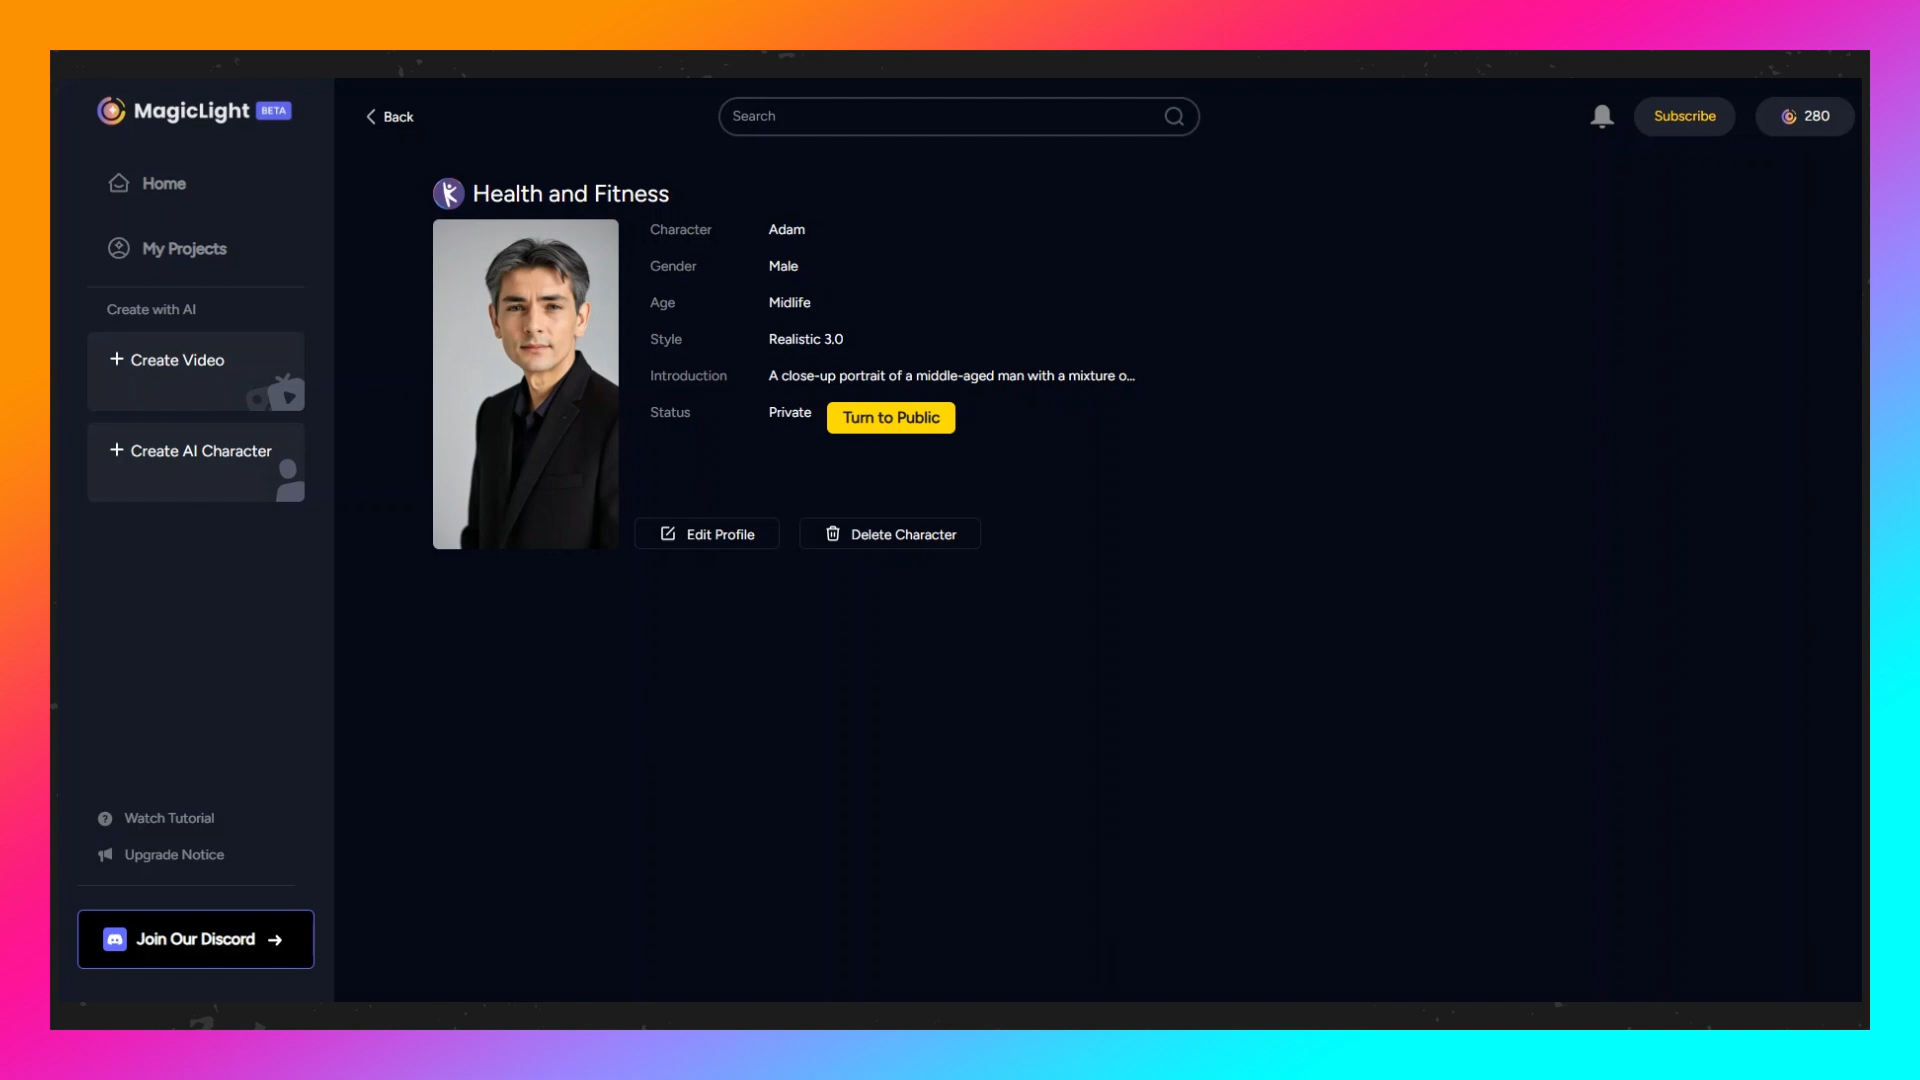 MagicLight BETA
Back
Search
Subscribe
280
Home
My Projects
Create with AI
+ Create Video
+ Create AI Character
Watch Tutorial
Upgrade Notice
Join Our Discord →
Health and Fitness
Character Adam
Gender Male
Age Midlife
Style Realistic 3.0
Introduction A close-up portrait of a middle-aged man with a mixture o...
Status Private Turn to Public
Edit Profile
Delete Character